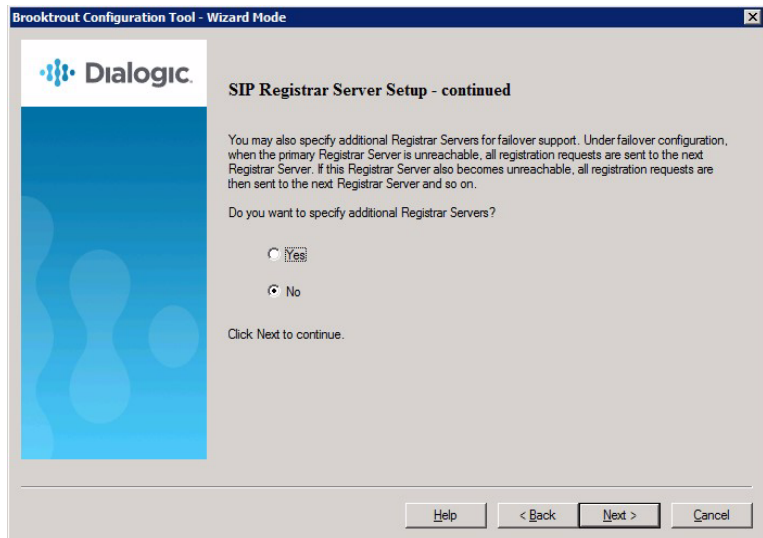 Brooktrout Configuration Tool - Wizard Mode
Dialogic.
SIP Registrar Server Setup - continued
You may also specify additional Registrar Servers for failover support. Under failover configuration,
when the primary Registrar Server is unreachable, all registration requests are sent to the next
Registrar Server. If this Registrar Server also becomes unreachable, all registration requests are
then sent to the next Registrar Server and so on.
Do you want to specify additional Registrar Servers?
Yes
No
Click Next to continue.
Help
< Back
Next >
Cancel